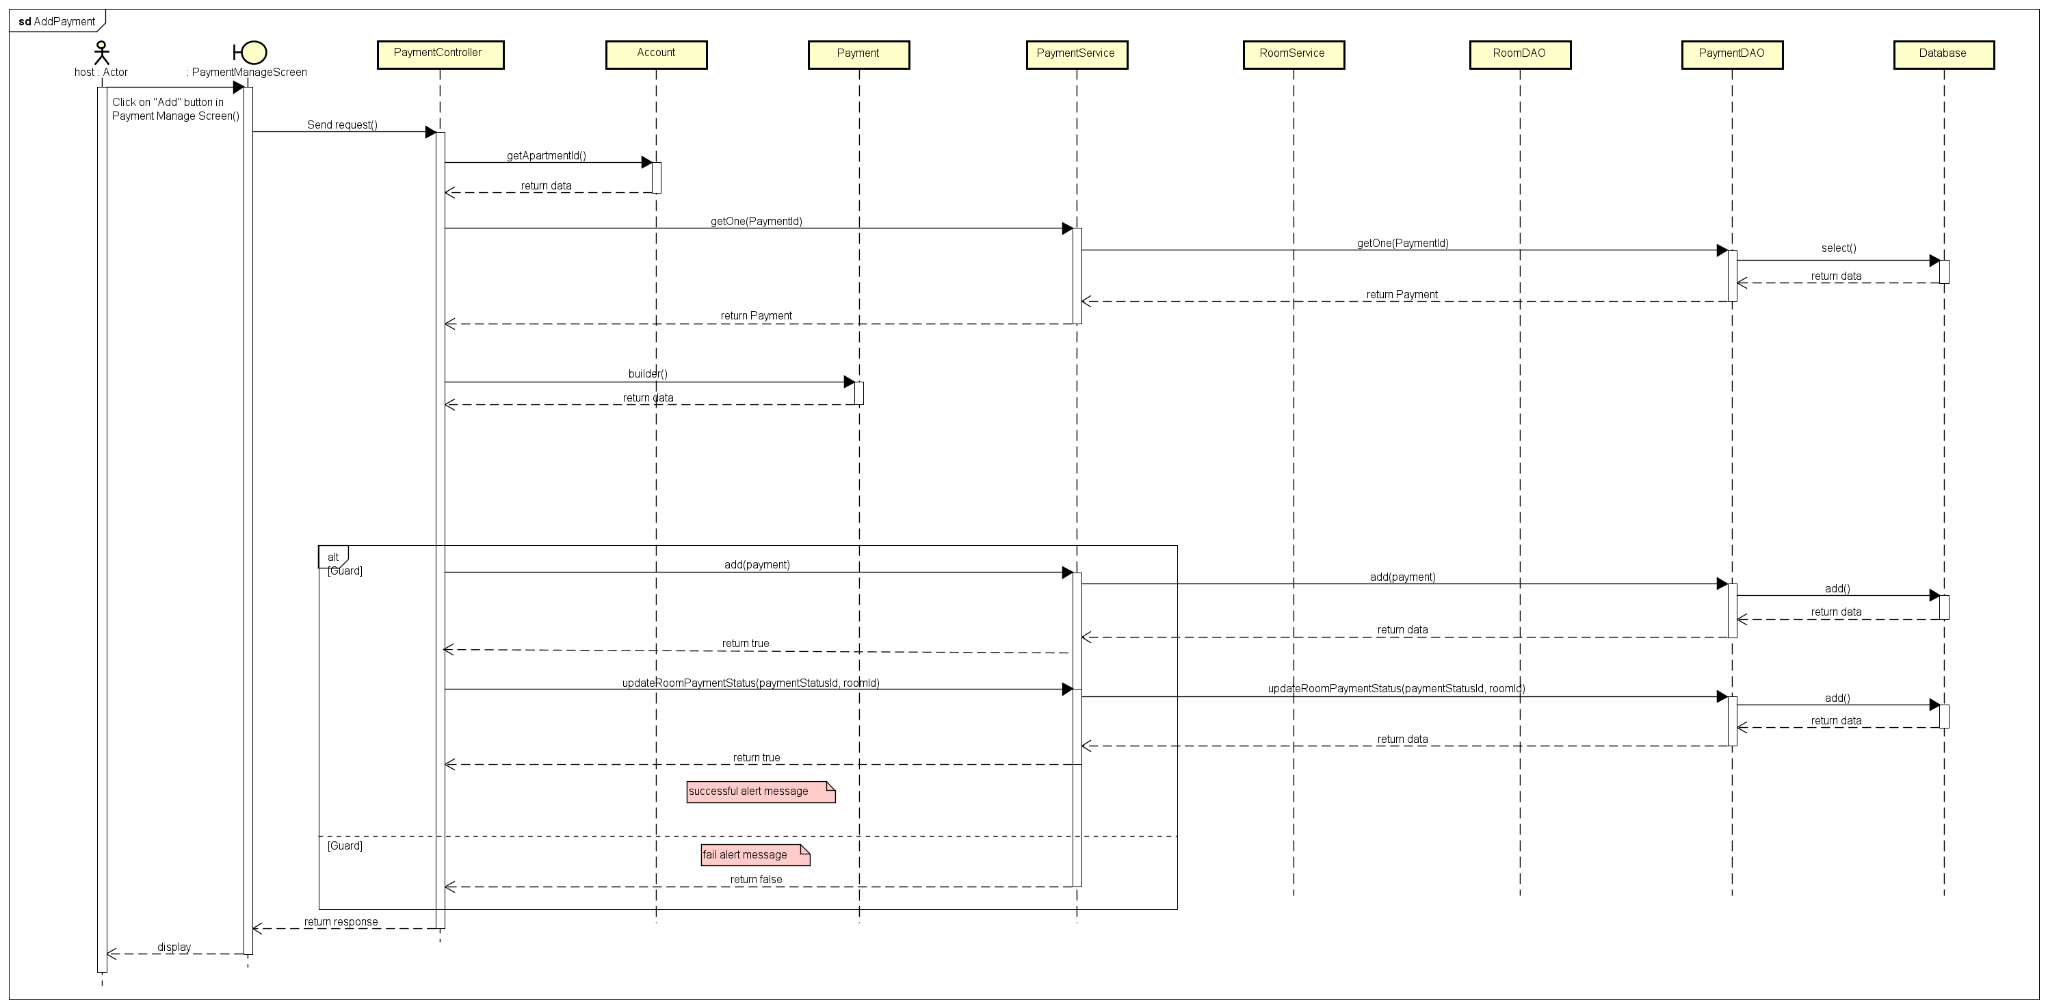 sd AddPayment
host : Actor
: PaymentManageScreen
PaymentController
Account
Payment
PaymentService
RoomService
RoomDAO
PaymentDAO
Database
Click on "Add" button in
Payment Manage Screen()
Send request()
getApartmentId()
return data
getOne(PaymentId)
getOne(PaymentId)
select()
return data
return Payment
return Payment
builder()
return data
alt
[Guard]
add(payment)
add(payment)
add()
return data
return data
return true
updateRoomPaymentStatus(paymentStatusId, roomId)
updateRoomPaymentStatus(paymentStatusId, roomId)
add()
return data
return data
return true
successful alert message
[Guard]
fail alert message
return false
return response
display